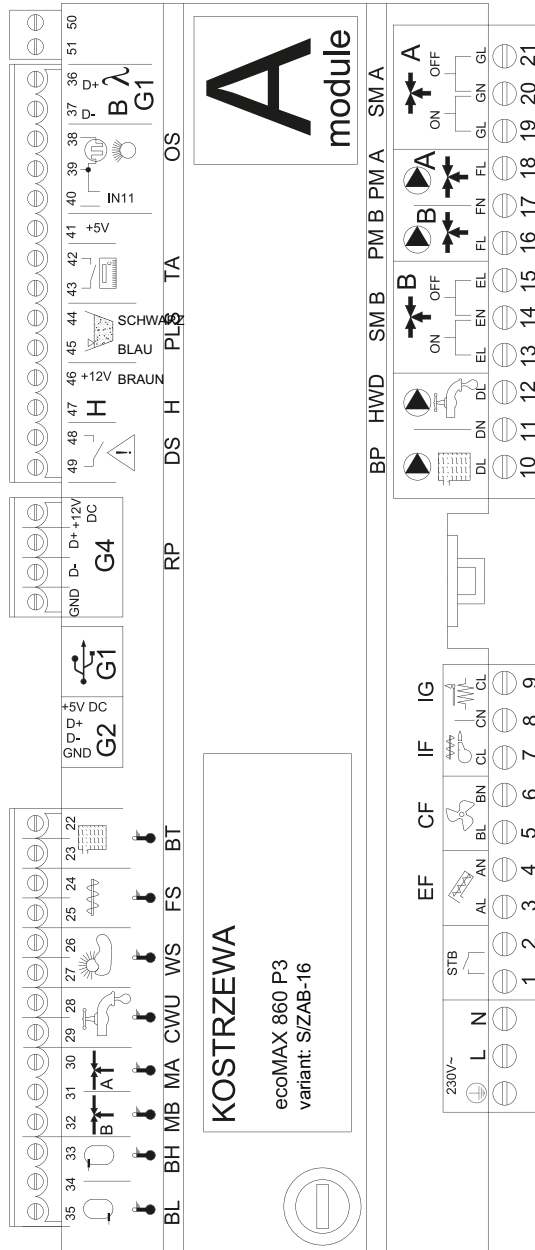 50
51
36 D+
37 D-
B λ
G1
38
39
40
IN11
OS
41 +5V
42
43
TA
44 SCHWARZ
45 BLAU
PLS
46 +12V BRAUN
47 H
H
48
49
DS
+12V
DC
D+
D-
GND
G4
RP
G1
+5V DC
D+
D-
GND
G2
22
23
BT
24
25
FS
26
27
WS
28
29
CWU
30
31
A
MA
32
B
MB
33
34
BH
35
BL
A
module
KOSTRZEWA
ecoMAX 860 P3
variant: S/ZAB-16
SM A
A
OFF
ON
GL
GN
GL
21
20
19
PM A
A
FL
18
FN
17
PM B
B
FL
16
SM B
B
OFF
ON
EL
EN
EL
15
14
13
HWD
DL
12
DN
11
BP
DL
10
IG
CL
9
CN
8
IF
CL
7
CF
BN
6
BL
5
EF
AN
4
AL
3
STB
2
1
230V~
N
L